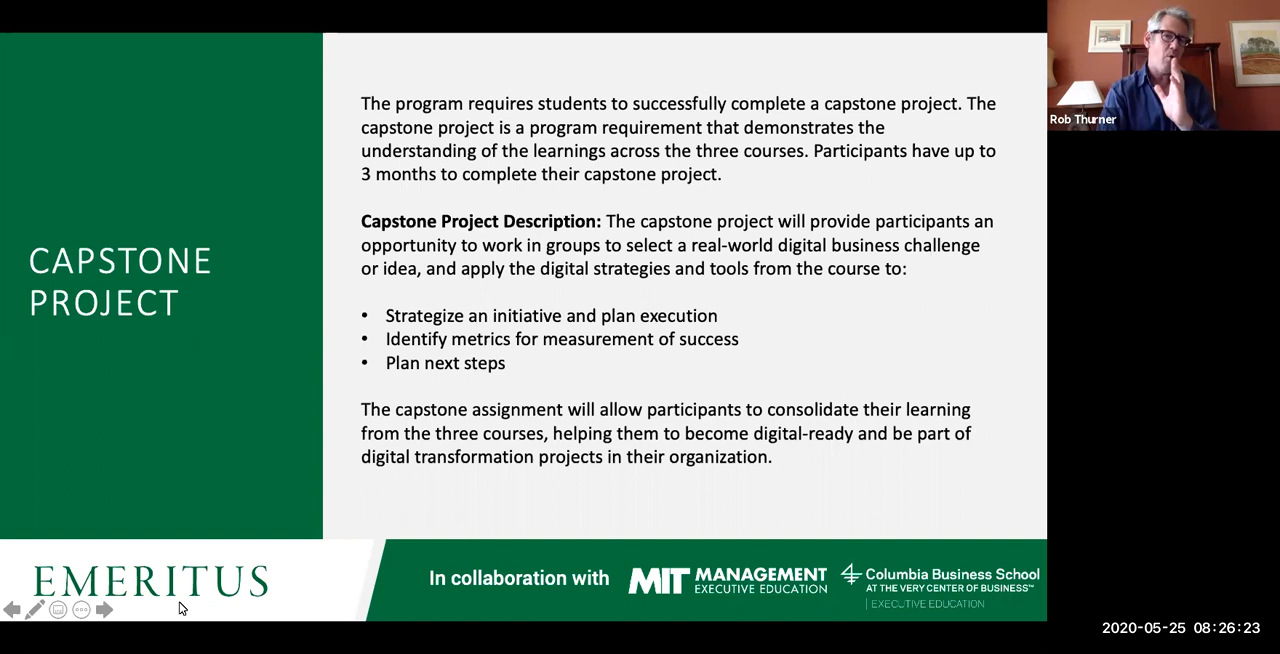 CAPSTONE
PROJECT
The program requires students to successfully complete a capstone project. The
capstone project is a program requirement that demonstrates the
understanding of the learnings across the three courses. Participants have up to
3 months to complete their capstone project.
Capstone Project Description: The capstone project will provide participants an
opportunity to work in groups to select a real-world digital business challenge
or idea, and apply the digital strategies and tools from the course to:
• Strategize an initiative and plan execution
• Identify metrics for measurement of success
• Plan next steps
The capstone assignment will allow participants to consolidate their learning
from the three courses, helping them to become digital-ready and be part of
digital transformation projects in their organization.
EMERITUS
In collaboration with
MIT MANAGEMENT
EXECUTIVE EDUCATION
Columbia Business School
AT THE VERY CENTER OF BUSINESS™
EXECUTIVE EDUCATION
Rob Thurner
2020-05-25 08:26:23